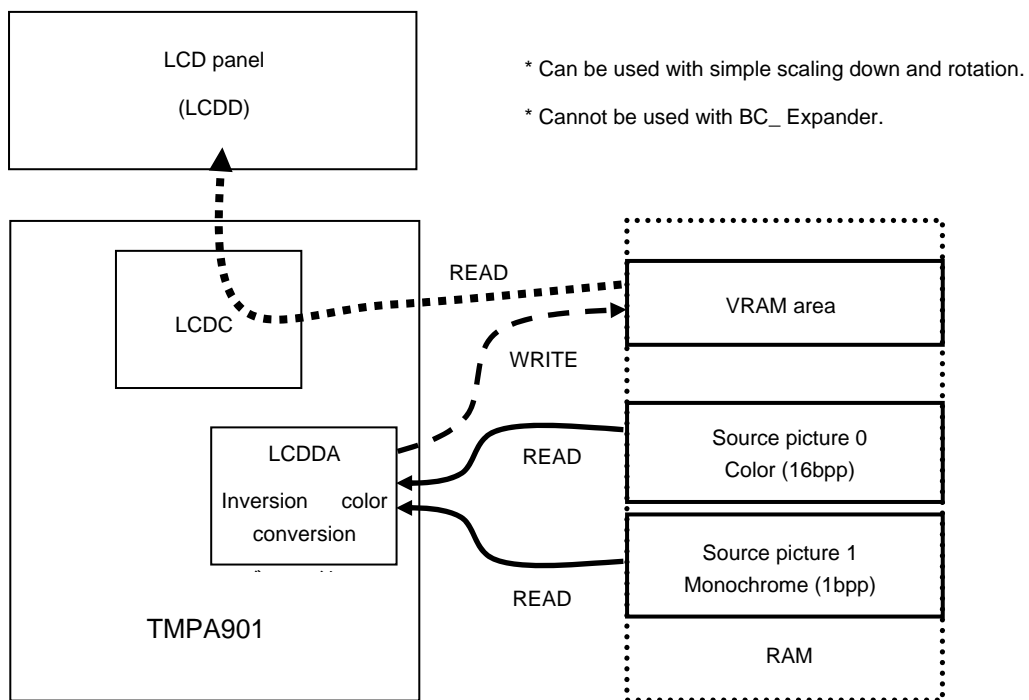 LCD panel
(LCDD)
* Can be used with simple scaling down and rotation.
* Cannot be used with BC_ Expander.
READ
LCDC
VRAM area
WRITE
LCDDA
Inversion color
conversion
READ
Source picture 0
Color (16bpp)
Source picture 1
Monochrome (1bpp)
READ
TMPA901
RAM